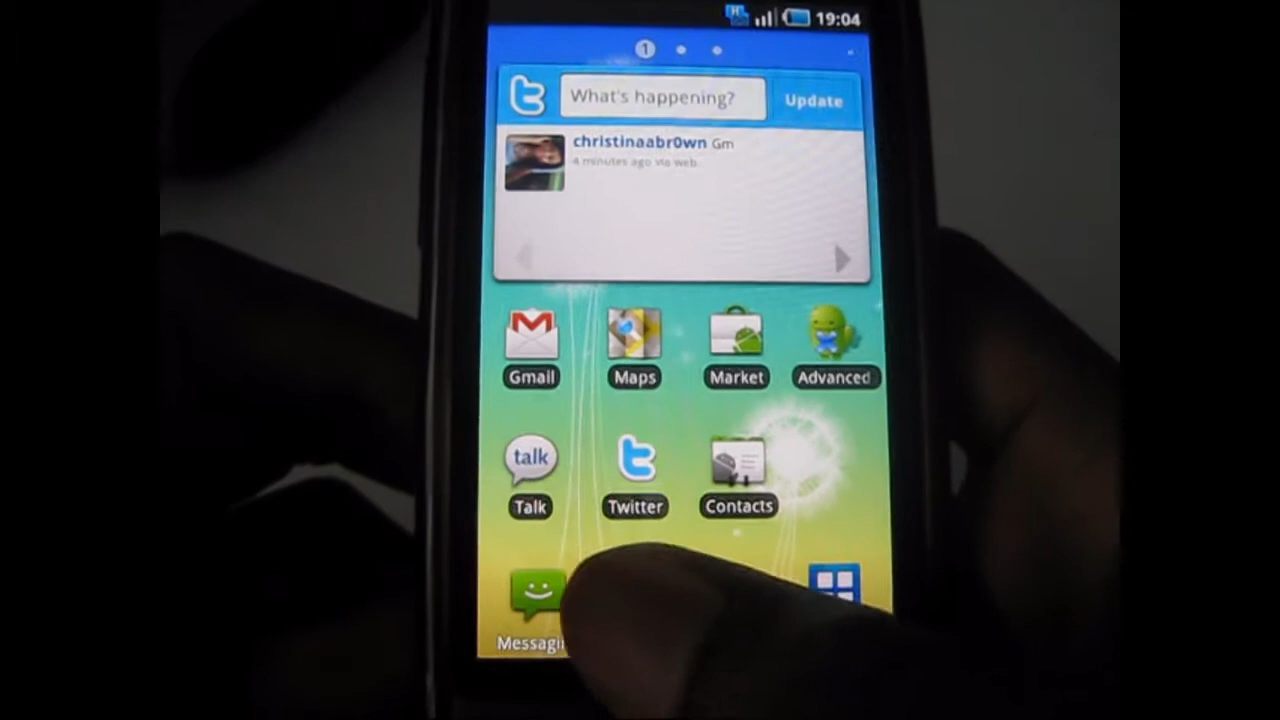 H 19:04
1
What's happening? Update
christinaabr0wn Gm
4 minutes ago via web
Gmail Maps Market Advanced
talk
Talk Twitter Contacts
Messagin